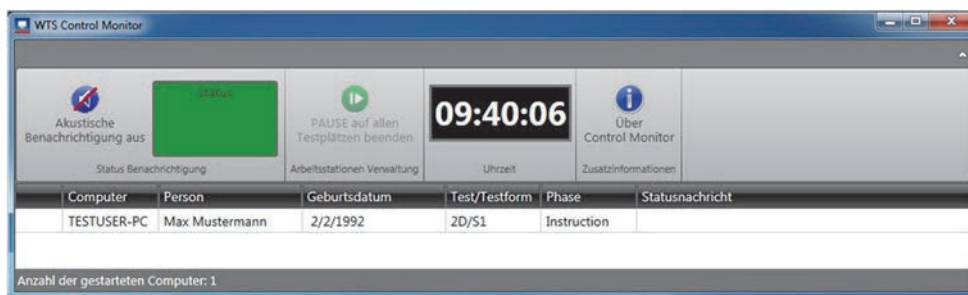 WTS Control Monitor
Akustische
Benachrichtigung aus
Status
Status Benachrichtigung
PAUSE auf allen
Testplätzen beenden
Arbeitsstationen Verwaltung
09:40:06
Uhrzeit
Über
Control Monitor
Zusatzinformationen
Computer Person Geburtsdatum Test/Testform Phase Statusnachricht
TESTUSER-PC Max Mustermann 2/2/1992 2D/S1 Instruction
Anzahl der gestarteten Computer: 1